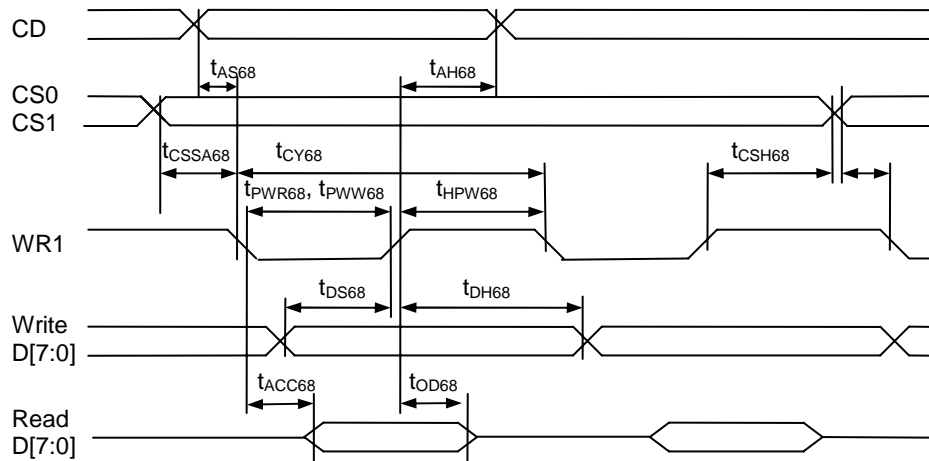 CD
tAS68 tAH68
CS0
CS1
tCSSA68 tCY68 tCSH68
tPWR68, tPWW68 tHPW68
WR1
tDS68 tDH68
Write
D[7:0]
tACC68 tOD68
Read
D[7:0]